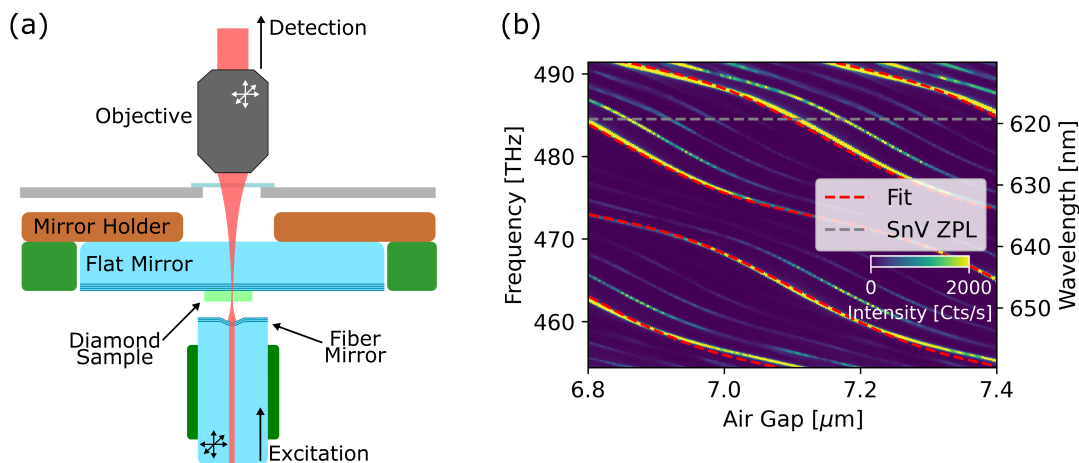 (a)
Detection
Objective
Mirror Holder
Flat Mirror
Diamond
Sample
Fiber
Mirror
Excitation
(b)
Frequency [THz]
490
480
470
460
6.8
7.0
7.2
7.4
Air Gap [μm]
620
630
640
650
Wavelength [nm]
Fit
SnV ZPL
0
2000
Intensity [Cts/s]